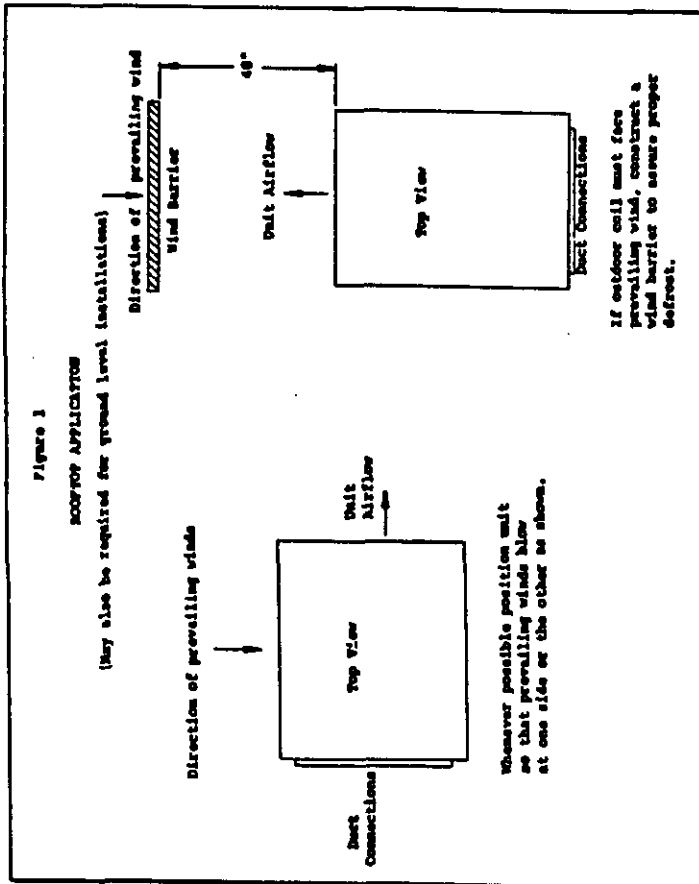 Figure 1
ROOFTOP APPLICATION
(May also be required for ground level installations)
Direction of prevailing winds
Duct
Connections
Top View
Unit
Airflow
Whenever possible position unit
so that prevailing winds blow
at one side or the other as shown.
Direction of prevailing wind
Wind Barrier
Unit Airflow
48"
Top View
Duct Connections
If outdoor coil must face
prevailing wind, construct a
wind barrier to assure proper
defrost.